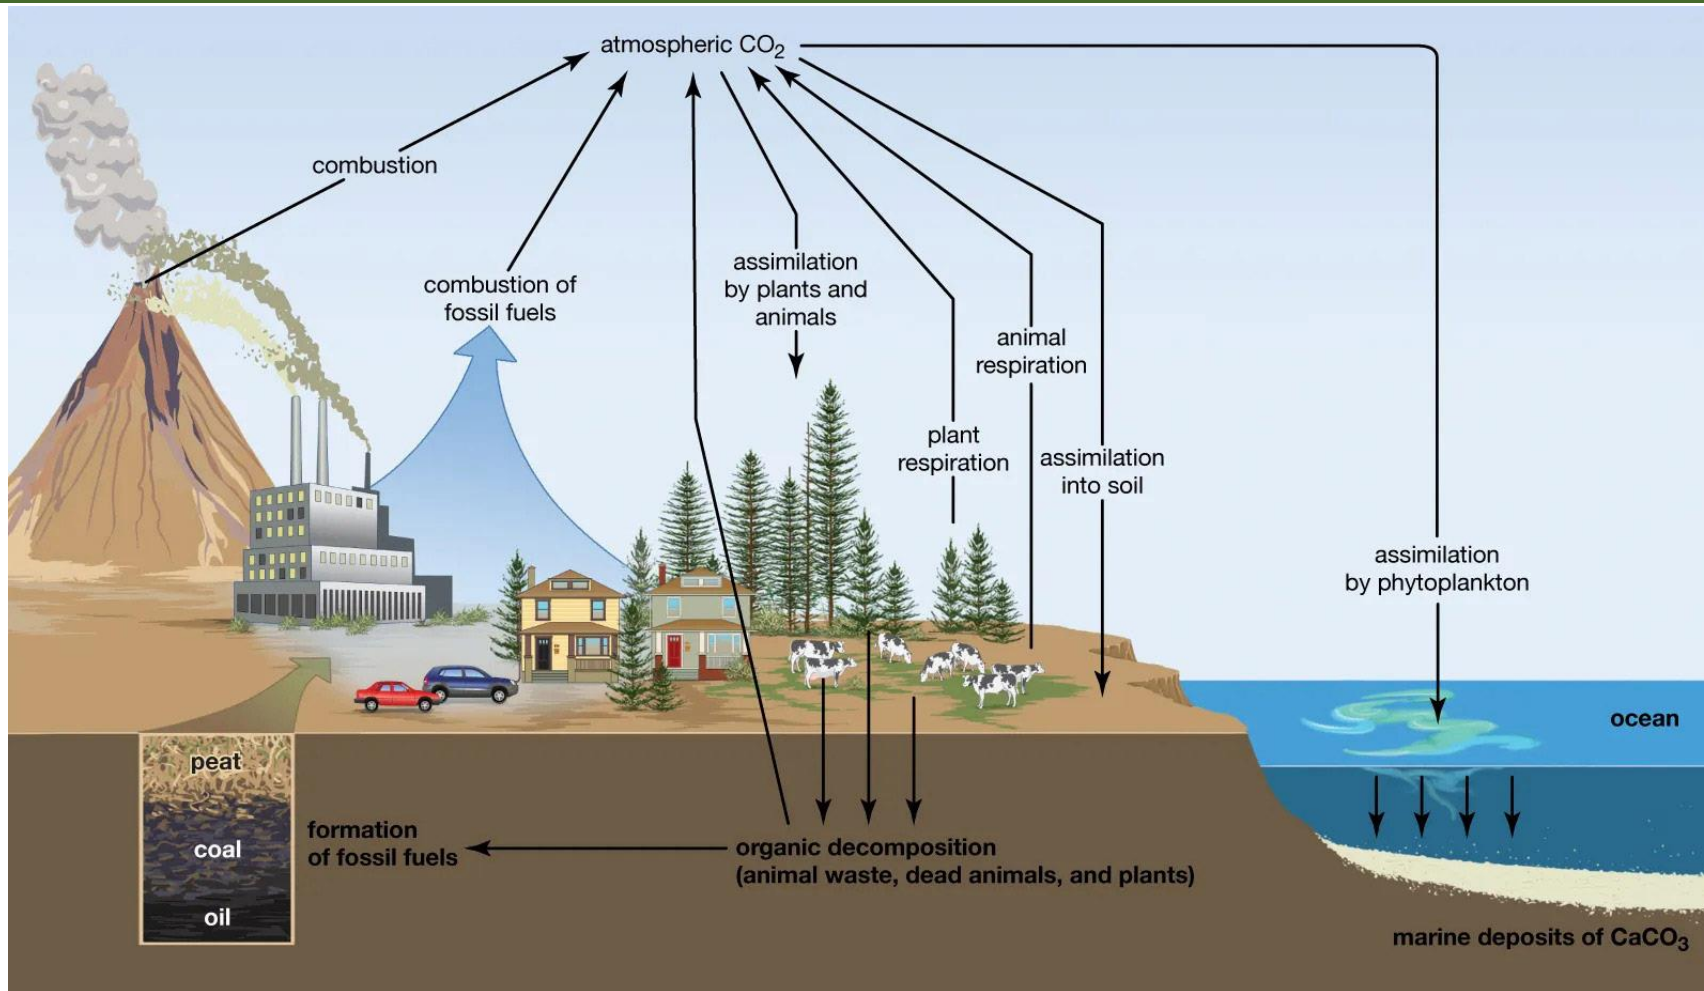 atmospheric CO₂
combustion
combustion of
fossil fuels
assimilation
by plants and
animals
animal
respiration
plant
respiration
assimilation
into soil
assimilation
by phytoplankton
ocean
peat
coal
oil
formation
of fossil fuels
organic decomposition
(animal waste, dead animals, and plants)
marine deposits of CaCO₃